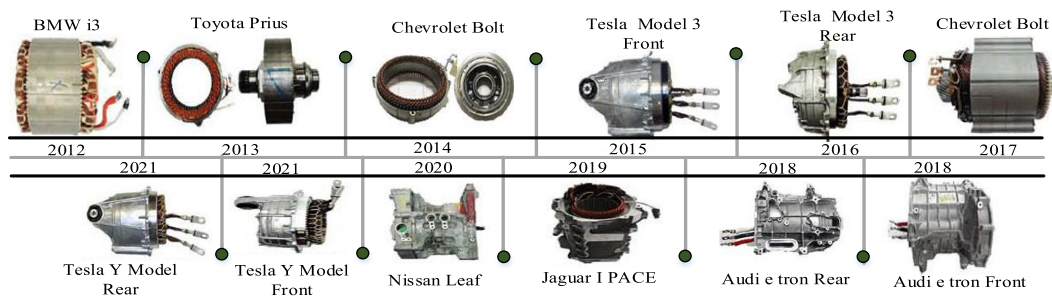 BMW i3
Toyota Prius
Chevrolet Bolt
Tesla Model 3
Front
Tesla Model 3
Rear
Chevrolet Bolt
2012
2013
2014
2015
2016
2017
2021
2021
2020
2019
2018
2018
Tesla Y Model
Rear
Tesla Y Model
Front
Nissan Leaf
Jaguar I PACE
Audi e tron Rear
Audi e tron Front